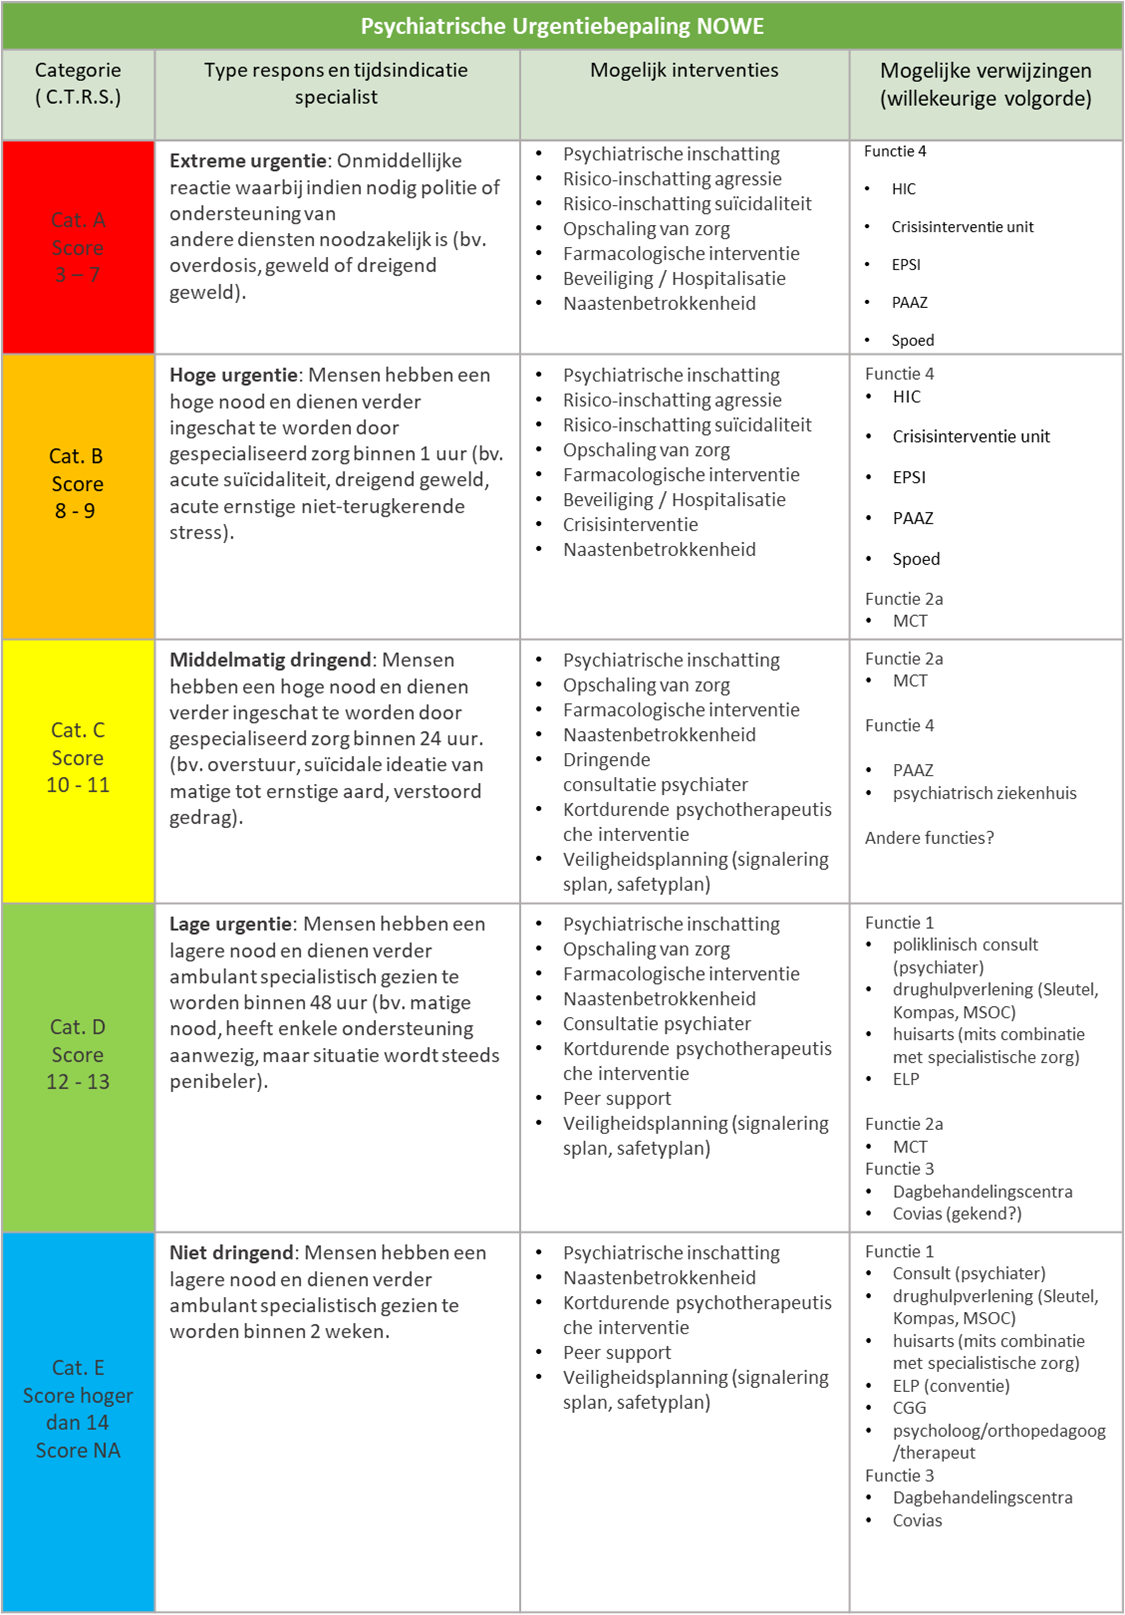 Psychiatrische Urgentiebepaling NOWE
Categorie
( C.T.R.S.)
Type respons en tijdsindicatie
specialist
Mogelijk interventies
Mogelijke verwijzingen
(willekeurige volgorde)
Cat. A
Score
3 – 7
Extreme urgentie: Onmiddellijke
reactie waarbij indien nodig politie of
ondersteuning van
andere diensten noodzakelijk is (bv.
overdosis, geweld of dreigend
geweld).
• Psychiatrische inschatting
• Risico-inschatting agressie
• Risico-inschatting suïcidaliteit
• Opschaling van zorg
• Farmacologische interventie
• Beveiliging / Hospitalisatie
• Naastenbetrokkenheid
Functie 4
• HIC
• Crisisinterventie unit
• EPSI
• PAAZ
• Spoed
Cat. B
Score
8 - 9
Hoge urgentie: Mensen hebben een
hoge nood en dienen verder
ingeschat te worden door
gespecialiseerd zorg binnen 1 uur (bv.
acute suïcidaliteit, dreigend geweld,
acute ernstige niet-terugkerende
stress).
• Psychiatrische inschatting
• Risico-inschatting agressie
• Risico-inschatting suïcidaliteit
• Opschaling van zorg
• Farmacologische interventie
• Beveiliging / Hospitalisatie
• Crisisinterventie
• Naastenbetrokkenheid
Functie 4
• HIC
• Crisisinterventie unit
• EPSI
• PAAZ
• Spoed
Functie 2a
• MCT
Cat. C
Score
10 - 11
Middelmatig dringend: Mensen
hebben een hoge nood en dienen
verder ingeschat te worden door
gespecialiseerd zorg binnen 24 uur.
(bv. overstuur, suïcidale ideatie van
matige tot ernstige aard, verstoord
gedrag).
• Psychiatrische inschatting
• Opschaling van zorg
• Farmacologische interventie
• Naastenbetrokkenheid
• Dringende
consultatie psychiater
• Kortdurende psychotherapeutis
che interventie
• Veiligheidsplanning (signalering
splan, safetyplan)
Functie 2a
• MCT
Functie 4
• PAAZ
• psychiatrisch ziekenhuis
Andere functies?
Cat. D
Score
12 - 13
Lage urgentie: Mensen hebben een
lagere nood en dienen verder
ambulant specialistisch gezien te
worden binnen 48 uur (bv. matige
nood, heeft enkele ondersteuning
aanwezig, maar situatie wordt steeds
penibeler).
• Psychiatrische inschatting
• Opschaling van zorg
• Farmacologische interventie
• Naastenbetrokkenheid
• Consultatie psychiater
• Kortdurende psychotherapeutis
che interventie
• Peer support
• Veiligheidsplanning (signalering
splan, safetyplan)
Functie 1
• poliklinisch consult
(psychiater)
• drughulpverlening (Sleutel,
Kompas, MSOC)
• huisarts (mits combinatie
met specialistische zorg)
• ELP
Functie 2a
• MCT
Functie 3
• Dagbehandelingscentra
• Covias (gekend?)
Cat. E
Score hoger
dan 14
Score NA
Niet dringend: Mensen hebben een
lagere nood en dienen verder
ambulant specialistisch gezien te
worden binnen 2 weken.
• Psychiatrische inschatting
• Naastenbetrokkenheid
• Kortdurende psychotherapeutis
che interventie
• Peer support
• Veiligheidsplanning (signalering
splan, safetyplan)
Functie 1
• Consult (psychiater)
• drughulpverlening (Sleutel,
Kompas, MSOC)
• huisarts (mits combinatie
met specialistische zorg)
• ELP (conventie)
• CGG
• psycholoog/orthopedagoog
/therapeut
Functie 3
• Dagbehandelingscentra
• Covias